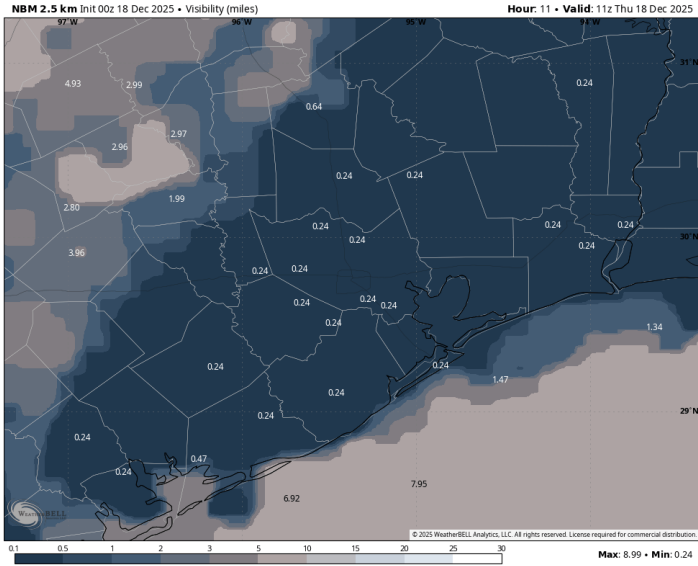 NBM 2.5 km Init 00z 18 Dec 2025 • Visibility (miles)
Hour: 11 • Valid: 11z Thu 18 Dec 2025
97°W 96°W 95°W 94°W
31°N
4.93 2.99 0.24
0.64
2.97
2.96
0.24 0.24
1.99
2.80
0.24 0.24 0.24
30°N
0.24 0.24
3.96
0.24 0.24
0.24 0.24 0.24
0.24 1.34
0.24 0.24
1.47
0.24
29°N
0.24
0.24
0.47
0.24
7.95
6.92
WeatherBELL
© 2025 WeatherBELL Analytics, LLC. All rights reserved. License required for commercial distribution.
0.1 0.5 1 2 3 5 10 15 20 25 30
Max: 8.99 • Min: 0.24